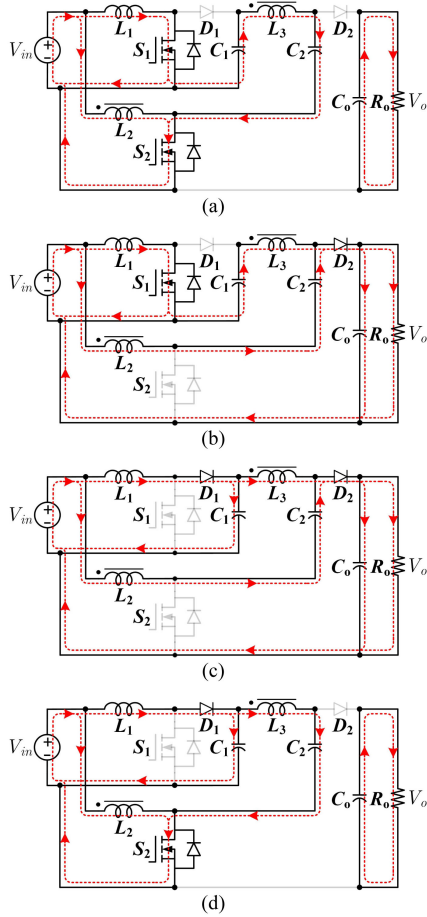 L1 S1 D1 C1 L3 C2 D2
Vin Co Ro Vo
L2 S2
(a)
L1 S1 D1 C1 L3 C2 D2
Vin Co Ro Vo
L2 S2
(b)
L1 S1 D1 C1 L3 C2 D2
Vin Co Ro Vo
L2 S2
(c)
L1 S1 D1 C1 L3 C2 D2
Vin Co Ro Vo
L2 S2
(d)